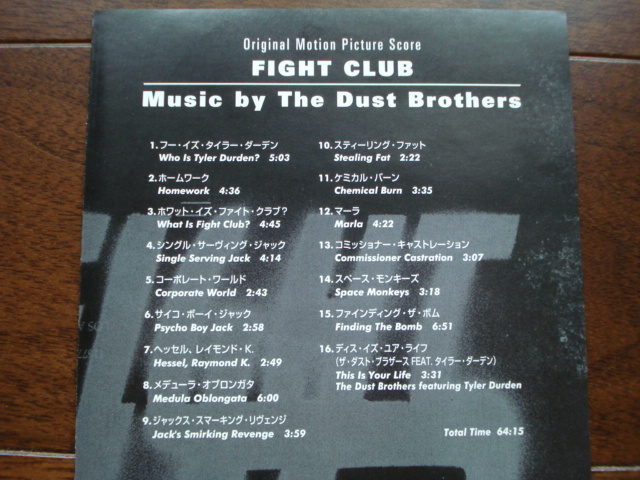 Original Motion Picture Score
FIGHT CLUB
Music by The Dust Brothers
1.フー・イズ・タイラー・ダーデン
Who Is Tyler Durden? 5:03
2.ホームワーク
Homework 4:36
3.ホワット・イズ・ファイト・クラブ?
What Is Fight Club? 4:45
4.シングル・サーヴィング・ジャック
Single Serving Jack 4:14
5.コーポレート・ワールド
Corporate World 2:43
6.サイコ・ボーイ・ジャック
Psycho Boy Jack 2:58
7.ヘッセル、レイモンド・K.
Hessel, Raymond K. 2:49
8.メデューラ・オブロンガタ
Medula Oblongata 6:00
9.ジャックス・スマーキング・リヴェンジ
Jack's Smirking Revenge 3:59
10.スティーリング・ファット
Stealing Fat 2:22
11.ケミカル・バーン
Chemical Burn 3:35
12.マーラ
Marla 4:22
13.コミッショナー・キャストレーション
Commissioner Castration 3:07
14.スペース・モンキーズ
Space Monkeys 3:18
15.ファインディング・ザ・ボム
Finding The Bomb 6:51
16.ディス・イズ・ユア・ライフ
(ザ・ダスト・ブラザース FEAT. タイラー・ダーデン)
This Is Your Life 3:31
The Dust Brothers featuring Tyler Durden
Total Time 64:15